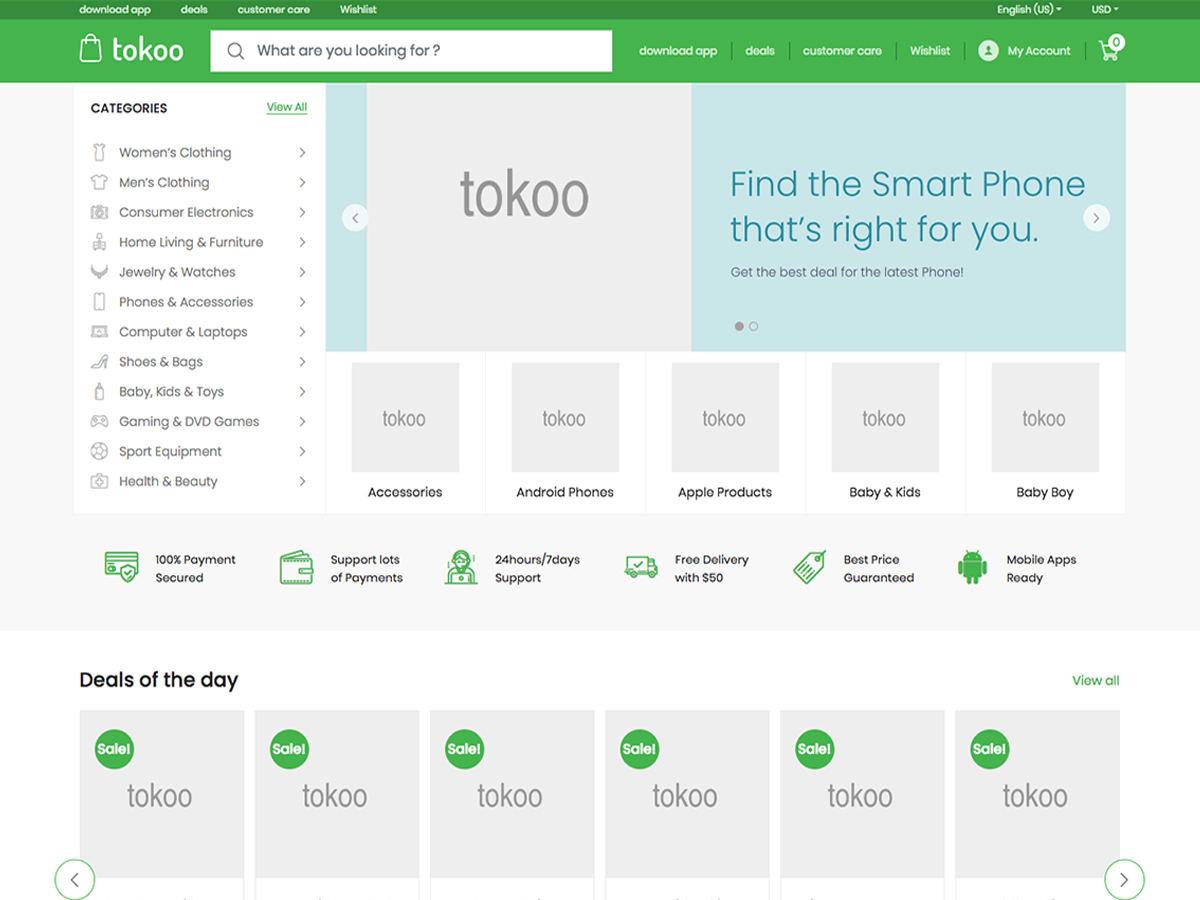 download app deals customer care Wishlist English (US) USD
tokoo What are you looking for ? download app deals customer care Wishlist My Account 0
CATEGORIES View All
Women's Clothing
Men's Clothing
Consumer Electronics
Home Living & Furniture
Jewelry & Watches
Phones & Accessories
Computer & Laptops
Shoes & Bags
Baby, Kids & Toys
Gaming & DVD Games
Sport Equipment
Health & Beauty
tokoo
Find the Smart Phone
that's right for you.
Get the best deal for the latest Phone!
tokoo tokoo tokoo tokoo tokoo
Accessories Android Phones Apple Products Baby & Kids Baby Boy
100% Payment
Secured
Support lots
of Payments
24hours/7days
Support
Free Delivery
with $50
Best Price
Guaranteed
Mobile Apps
Ready
Deals of the day View all
Sale! Sale! Sale! Sale! Sale! Sale!
tokoo tokoo tokoo tokoo tokoo tokoo